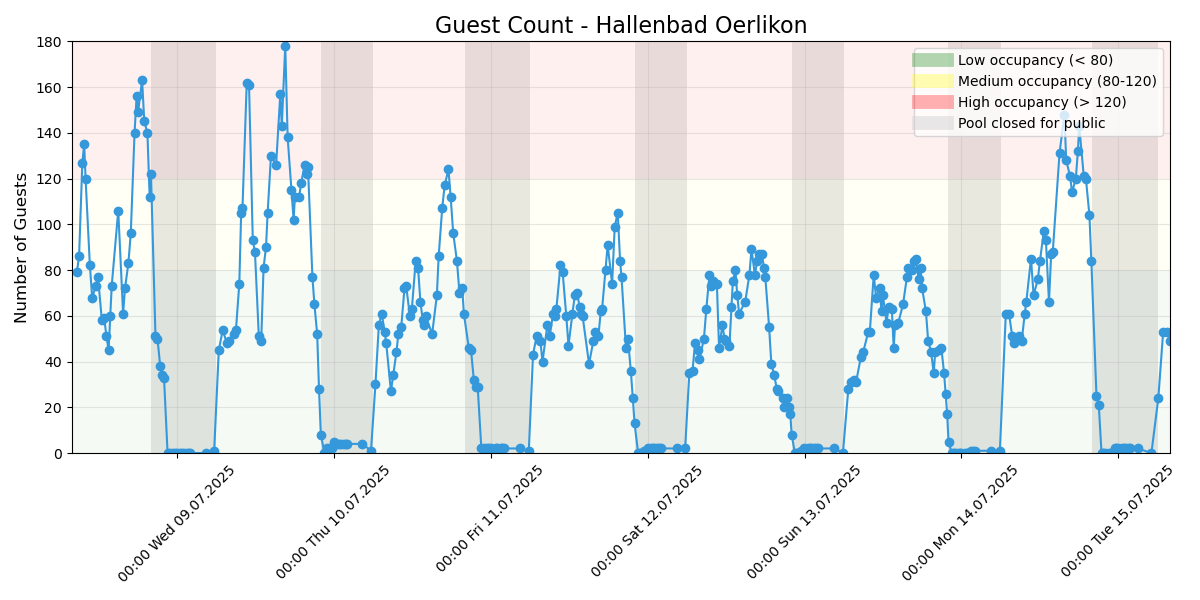 Guest Count - Hallenbad Oerlikon
Number of Guests
180
160
140
120
100
80
60
40
20
0
Low occupancy (< 80)
Medium occupancy (80-120)
High occupancy (> 120)
Pool closed for public
00:00 Wed 09.07.2025
00:00 Thu 10.07.2025
00:00 Fri 11.07.2025
00:00 Sat 12.07.2025
00:00 Sun 13.07.2025
00:00 Mon 14.07.2025
00:00 Tue 15.07.2025